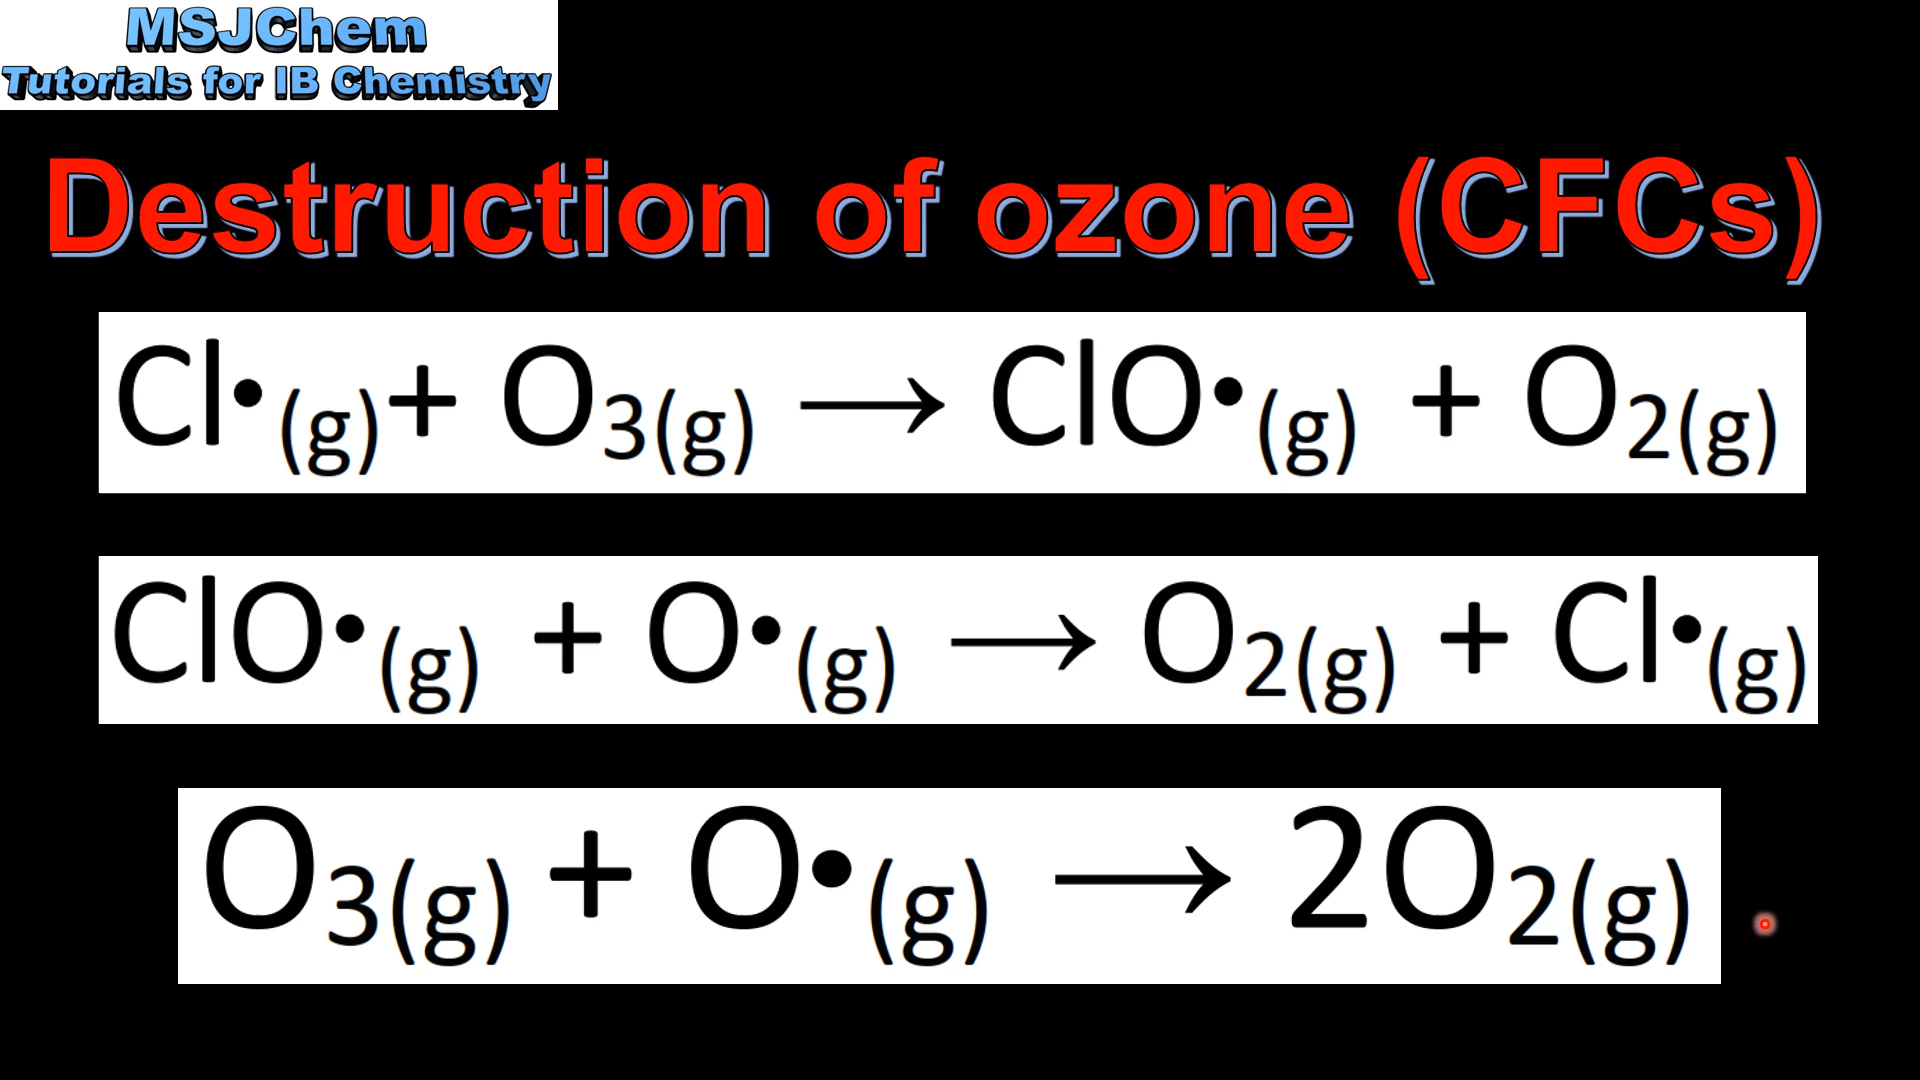 MSJChem
Tutorials for IB Chemistry
Destruction of ozone (CFCs)
Cl•(g)+ O3(g) → ClO•(g) + O2(g)
ClO•(g) + O•(g) → O2(g) + Cl•(g)
O3(g) + O•(g) → 2O2(g)